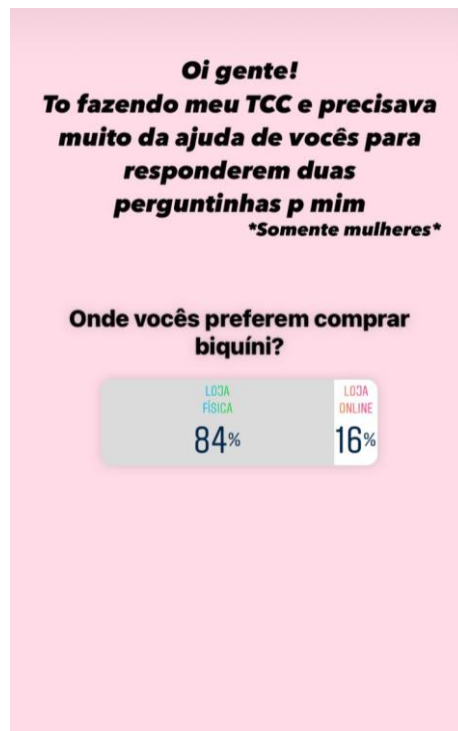 Oi gente!
To fazendo meu TCC e precisava
muito da ajuda de vocês para
responderem duas
perguntinhas p mim
*Somente mulheres*
Onde vocês preferem comprar
biquíni?
LOJA
FÍSICA
84%
LOJA
ONLINE
16%